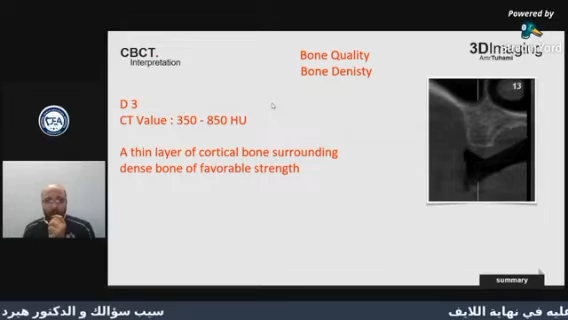 Powered by
CBCT.
Interpretation
Bone Quality
Bone Denisty
3DImaging
AmrTuhami
D 3
CT Value : 350 - 850 HU
A thin layer of cortical bone surrounding
dense bone of favorable strength
13
summary
عليه في نهاية اللايف
سيب سؤالك و الدكتور هيرد